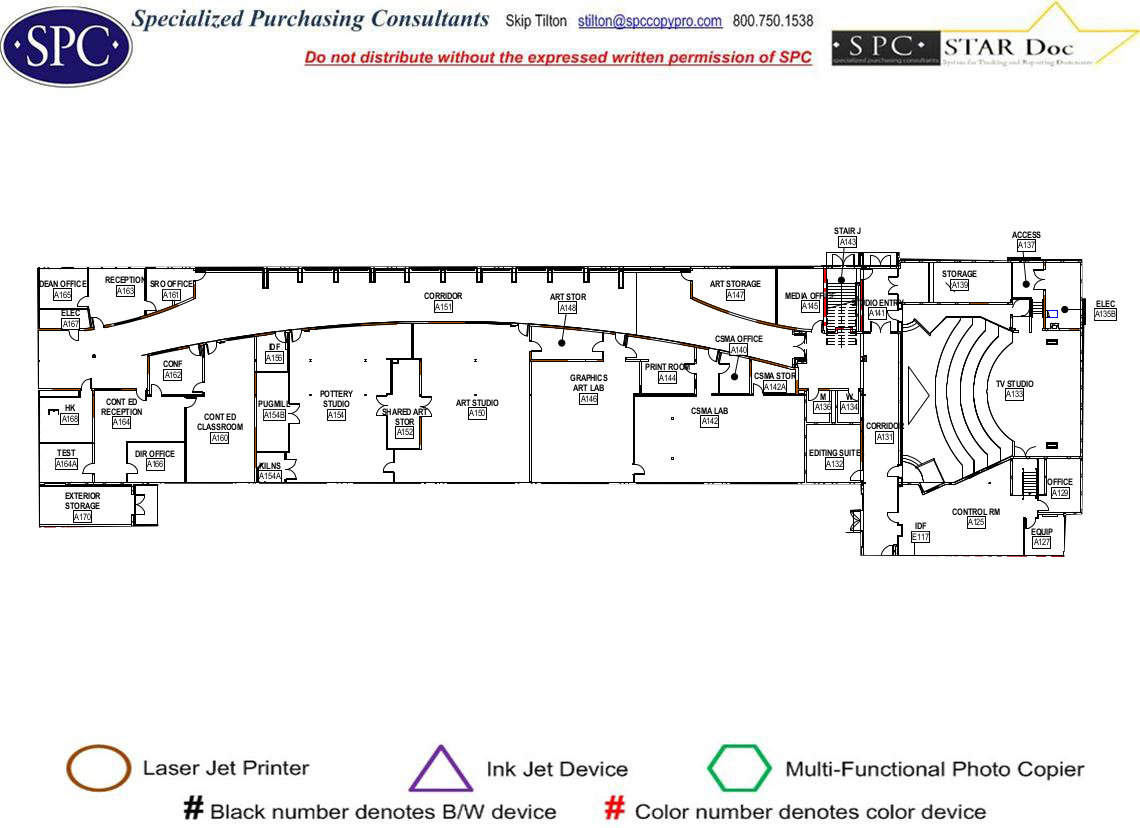 Specialized Purchasing Consultants Skip Tilton stilton@spccopypro.com 800.750.1538
·SPC·
Do not distribute without the expressed written permission of SPC
·SPC· STAR Doc
specialized purchasing consultants System for Tracking and Reporting Documents
STAIR J
A143
ACCESS
A137
DEAN OFFICE
A165
RECEPTION
A163
SRO OFFICE
A161
ELEC
A167
CORRIDOR
A151
ART STOR
A148
ART STORAGE
A147
MEDIA OFFICE
A145
STUDIO ENTRY
A141
STORAGE
A139
ELEC
A135B
CSMA OFFICE
A140
IDF
A156
CONF
A162
PRINT ROOM
A144
CSMA STOR
A142A
GRAPHICS
ART LAB
A146
TV STUDIO
A133
HK
A168
CONT ED
RECEPTION
A164
CONT ED
CLASSROOM
A160
PUGMILL
A154B
POTTERY
STUDIO
A154
SHARED ART
STOR
A152
ART STUDIO
A150
CSMA LAB
A142
M
A136
W
A134
CORRIDOR
A131
TEST
A164A
DIR OFFICE
A166
KILNS
A154A
EDITING SUITE
A132
OFFICE
A129
EXTERIOR
STORAGE
A170
CONTROL RM
A125
IDF
E117
EQUIP
A127
Laser Jet Printer
Ink Jet Device
Multi-Functional Photo Copier
# Black number denotes B/W device
# Color number denotes color device